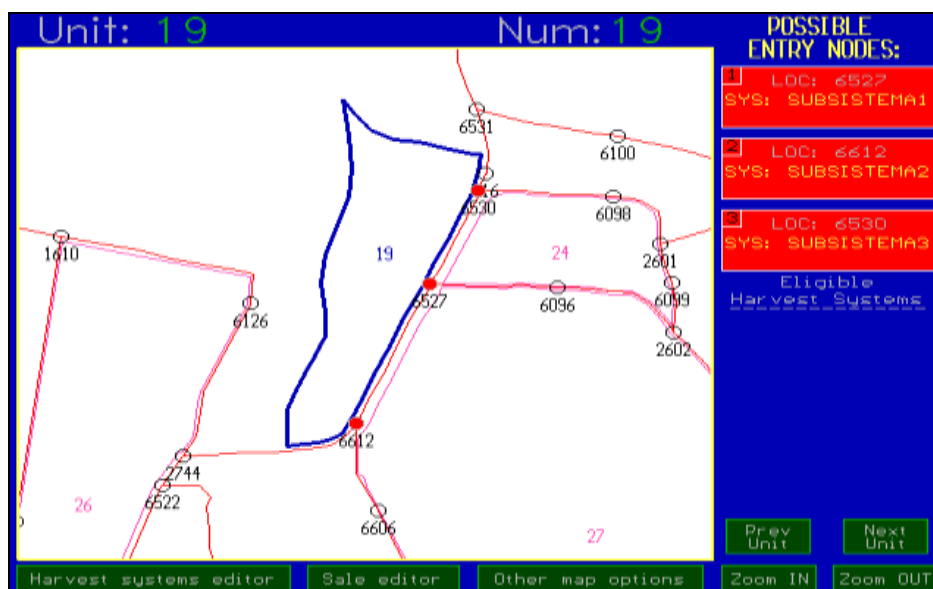 Unit: 19
Num: 19
POSSIBLE
ENTRY NODES:
1
LOC: 6527
SYS: SUBSISTEMA1
2
LOC: 6612
SYS: SUBSISTEMA2
3
LOC: 6530
SYS: SUBSISTEMA3
Eligible
Harvest Systems
6531
6100
6530
6098
19
24
1610
2601
6527
6096
6099
6126
2602
6612
2744
26
6522
6606
27
Prev
Unit
Next
Unit
Harvest systems editor
Sale editor
Other map options
Zoom IN
Zoom OUT